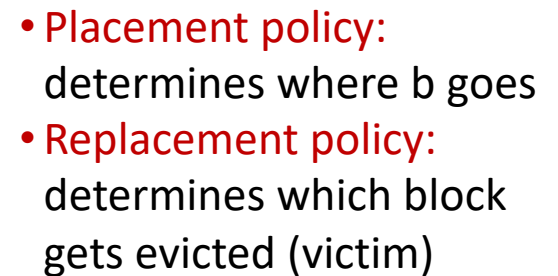 • Placement policy:
determines where b goes
• Replacement policy:
determines which block
gets evicted (victim)